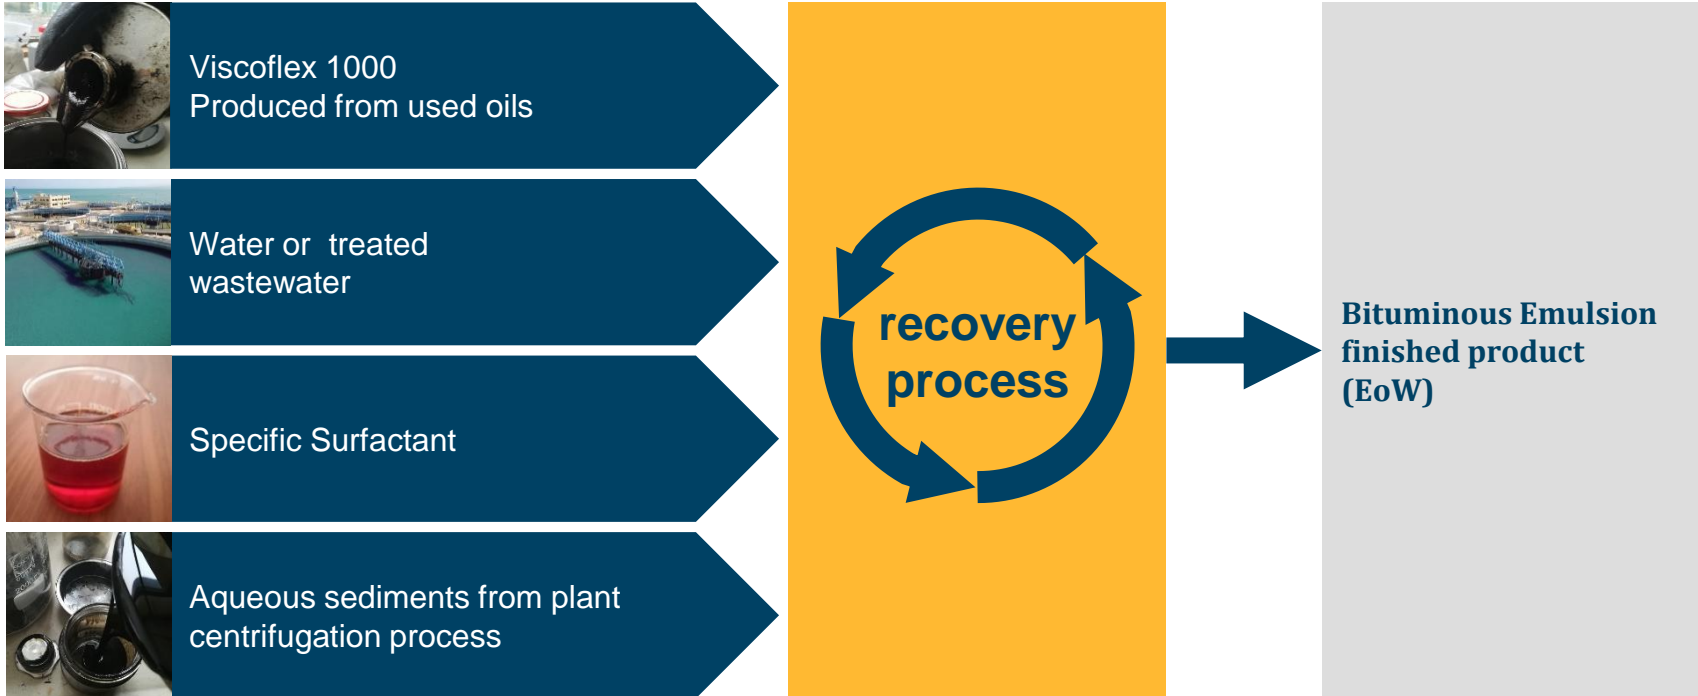 Viscoflex 1000
Produced from used oils
Water or  treated
wastewater
Specific Surfactant
Aqueous sediments from plant
centrifugation process
recovery
process
Bituminous Emulsion
finished product
(EoW)